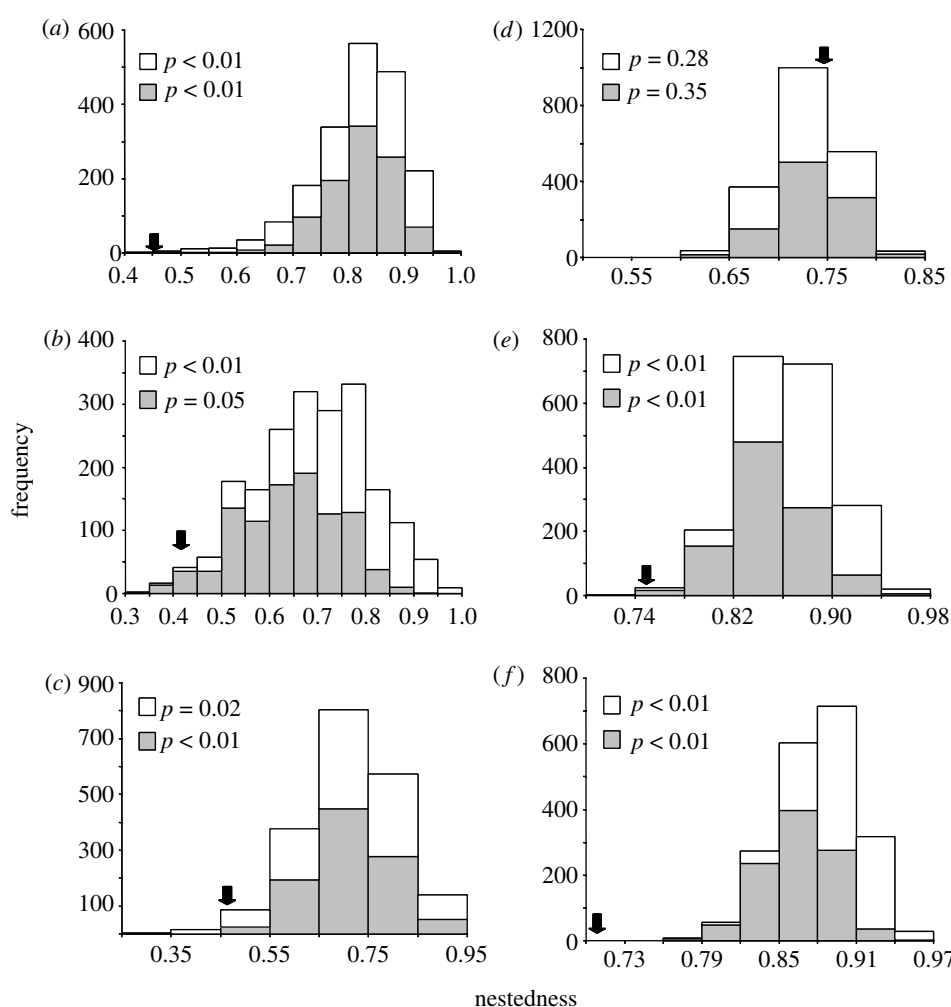 (a)
600
400
200
0
p < 0.01
p < 0.01
0.4 0.5 0.6 0.7 0.8 0.9 1.0
(d)
1200
800
400
0
p = 0.28
p = 0.35
0.55 0.65 0.75 0.85
(b)
400
300
200
100
0
p < 0.01
p = 0.05
0.3 0.4 0.5 0.6 0.7 0.8 0.9 1.0
(e)
800
600
400
200
0
p < 0.01
p < 0.01
0.74 0.82 0.90 0.98
frequency
(c)
900
700
500
300
100
p = 0.02
p < 0.01
0.35 0.55 0.75 0.95
(f)
800
600
400
200
0
p < 0.01
p < 0.01
0.73 0.79 0.85 0.91 0.97
nestedness